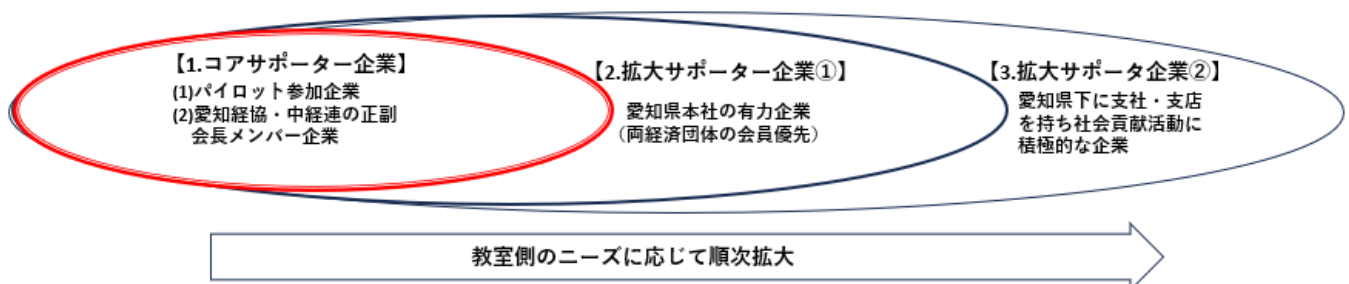 【1.コアサポーター企業】
(1)パイロット参加企業
(2)愛知経協・中経連の正副
会長メンバー企業
【2.拡大サポーター企業①】
愛知県本社の有力企業
（両経済団体の会員優先）
【3.拡大サポータ企業②】
愛知県下に支社・支店
を持ち社会貢献活動に
積極的な企業
教室側のニーズに応じて順次拡大